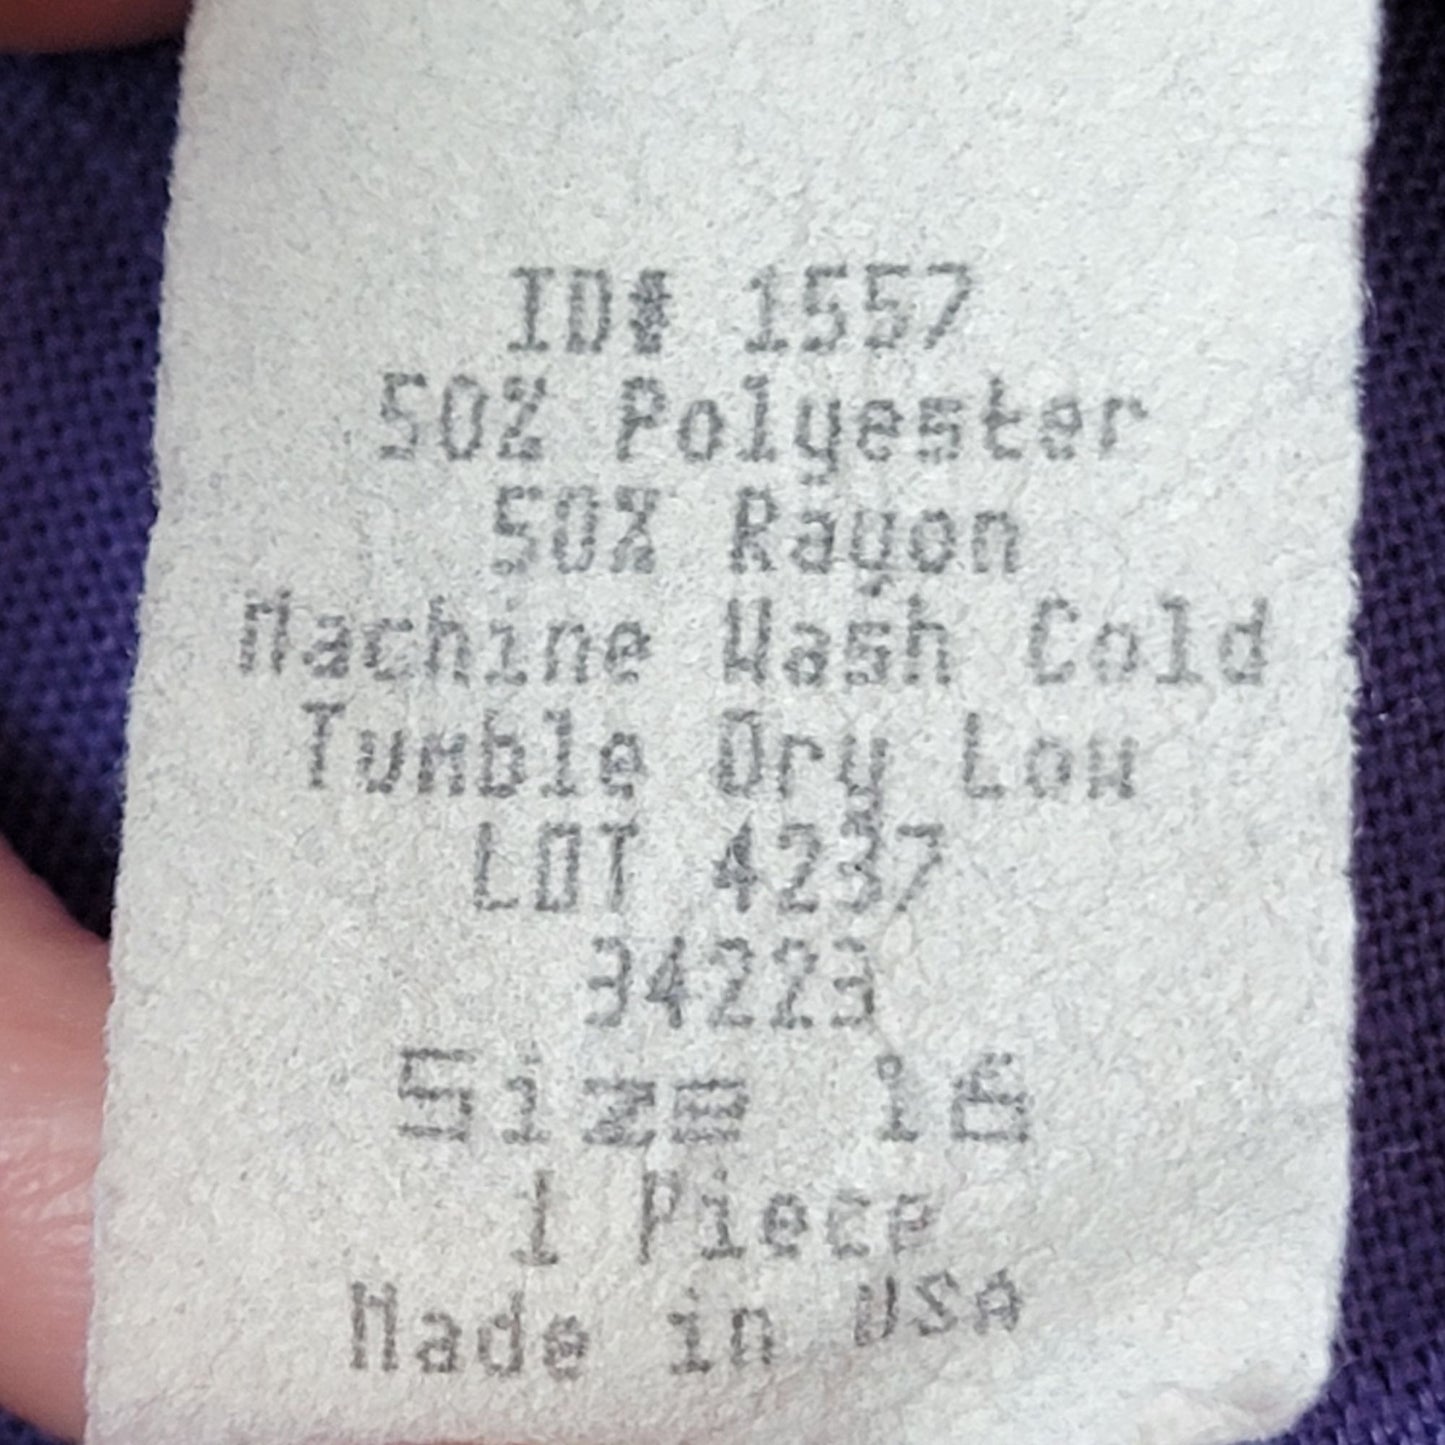 ID# 1557
50% Polyester
50% Rayon
Machine Wash Cold
Tumble Dry Low
LOT 4237
34223
Size 16
1 Piece
Made in USA